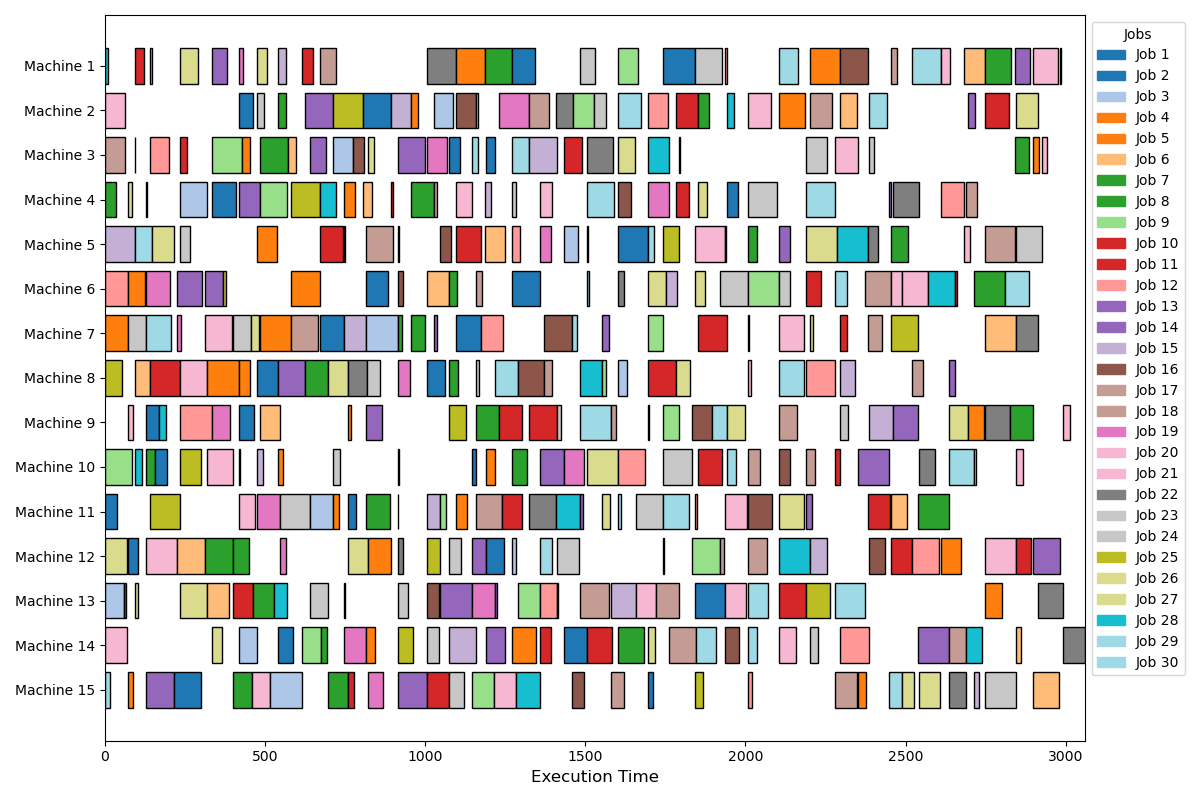 Machine 1
Machine 2
Machine 3
Machine 4
Machine 5
Machine 6
Machine 7
Machine 8
Machine 9
Machine 10
Machine 11
Machine 12
Machine 13
Machine 14
Machine 15
0 500 1000 1500 2000 2500 3000
Execution Time
Jobs
Job 1
Job 2
Job 3
Job 4
Job 5
Job 6
Job 7
Job 8
Job 9
Job 10
Job 11
Job 12
Job 13
Job 14
Job 15
Job 16
Job 17
Job 18
Job 19
Job 20
Job 21
Job 22
Job 23
Job 24
Job 25
Job 26
Job 27
Job 28
Job 29
Job 30